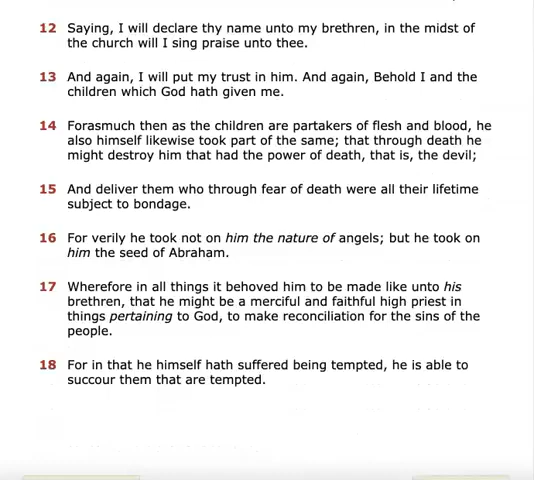 12 Saying, I will declare thy name unto my brethren, in the midst of
the church will I sing praise unto thee.
13 And again, I will put my trust in him. And again, Behold I and the
children which God hath given me.
14 Forasmuch then as the children are partakers of flesh and blood, he
also himself likewise took part of the same; that through death he
might destroy him that had the power of death, that is, the devil;
15 And deliver them who through fear of death were all their lifetime
subject to bondage.
16 For verily he took not on him the nature of angels; but he took on
him the seed of Abraham.
17 Wherefore in all things it behoved him to be made like unto his
brethren, that he might be a merciful and faithful high priest in
things pertaining to God, to make reconciliation for the sins of the
people.
18 For in that he himself hath suffered being tempted, he is able to
succour them that are tempted.